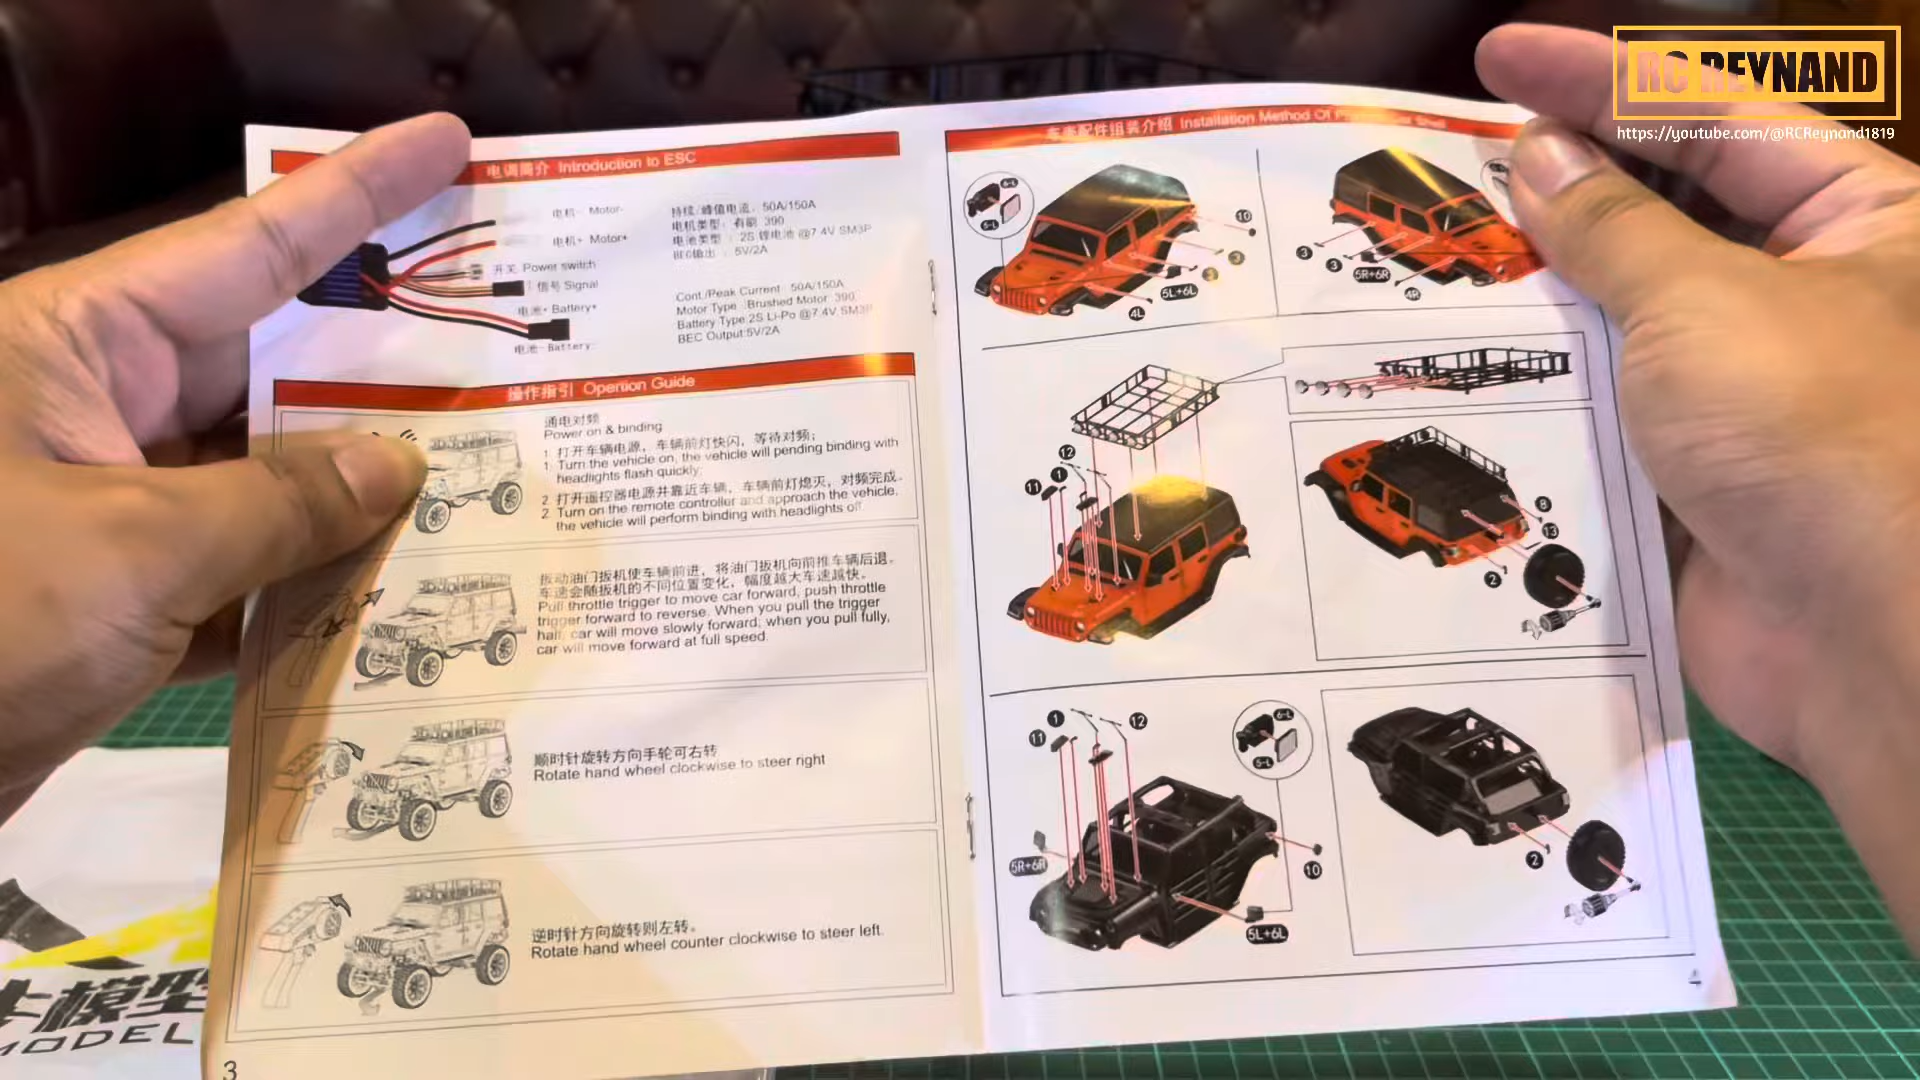 RC REYNAND
https://youtube.com/@RCReynand1819
电调简介 Introduction to ESC
电机- Motor-
电机+ Motor+
开关 Power switch
信号 Signal
电池+ Battery+
电池-Battery-
持续/峰值电流: 50A/150A
电机类型: 有刷 390
电池类型 : 2S 锂电池 @7.4V SM3P
BEC输出 : 5V/2A
Cont./Peak Current : 50A/150A
Motor Type : Brushed Motor: 390
Battery Type:2S Li-Po @7.4V SM3P
BEC Output:5V/2A
操作指引 Opertion Guide
通电对频
Power on & binding
1 打开车辆电源，车辆前灯快闪，等待对频；
1 Turn the vehicle on, the vehicle will pending binding with
headlights flash quickly;
2 打开遥控器电源并靠近车辆，车辆前灯熄灭，对频完成。
2 Turn on the remote controller and approach the vehicle,
the vehicle will perform binding with headlights off
扳动油门扳机使车辆前进，将油门扳机向前推车辆后退。
车速会随扳机的不同位置变化，幅度越大车速越快。
Pull throttle trigger to move car forward, push throttle
trigger forward to reverse. When you pull the trigger
half, car will move slowly forward; when you pull fully,
car will move forward at full speed.
顺时针旋转方向手轮可右转
Rotate hand wheel clockwise to steer right
逆时针方向旋转则左转。
Rotate hand wheel counter clockwise to steer left.
3
车壳配件组装介绍 Installation Method Of
6-L
5-L
10
3
3
5L+6L
4L
3
3
5R+6R
4R
12
1
11
8
13
2
1
12
11
6-L
5-L
5R+6R
10
5L+6L
2
4
模型
MODEL